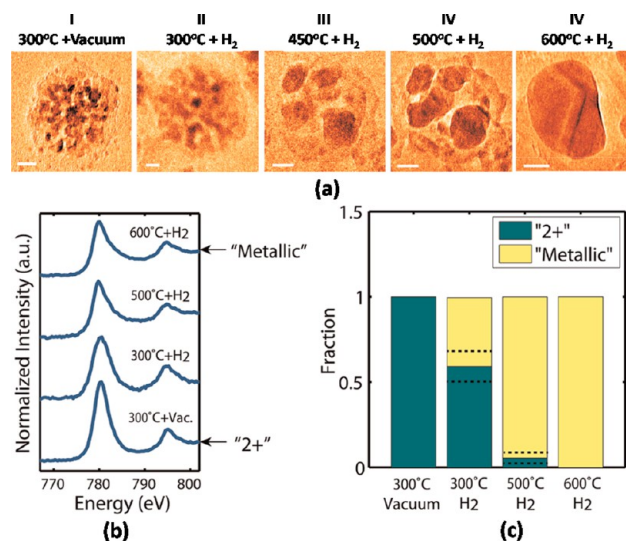 I II III IV IV
300°C +Vacuum 300°C + H2 450°C + H2 500°C + H2 600°C + H2
(a)
Normalized Intensity (a.u.)
600°C+H2
"Metallic"
500°C+H2
300°C+H2
300°C+Vac.
"2+"
770 780 790 800
Energy (eV)
(b)
Fraction
1.5
1
0.5
0
"2+"
"Metallic"
300°C 300°C 500°C 600°C
Vacuum H2 H2 H2
(c)